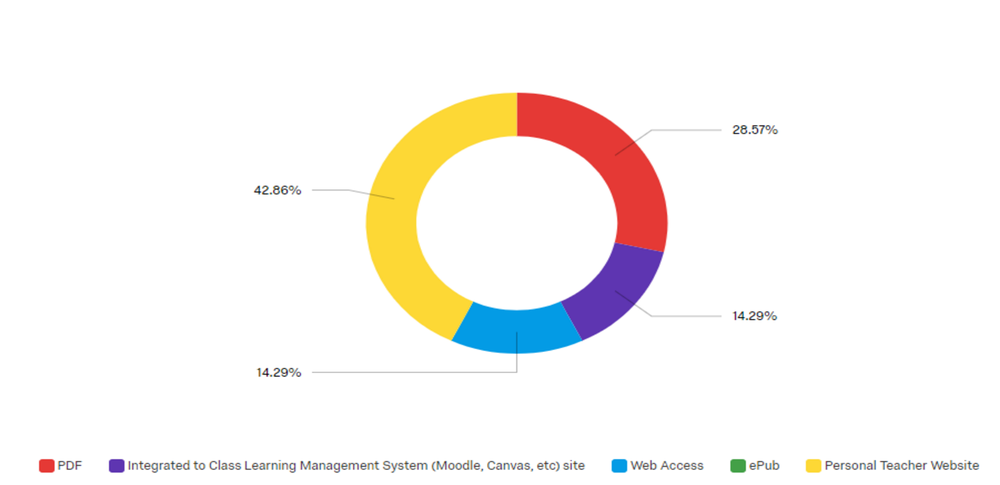 28.57%
42.86%
14.29%
14.29%
PDF Integrated to Class Learning Management System (Moodle, Canvas, etc) site Web Access ePub Personal Teacher Website